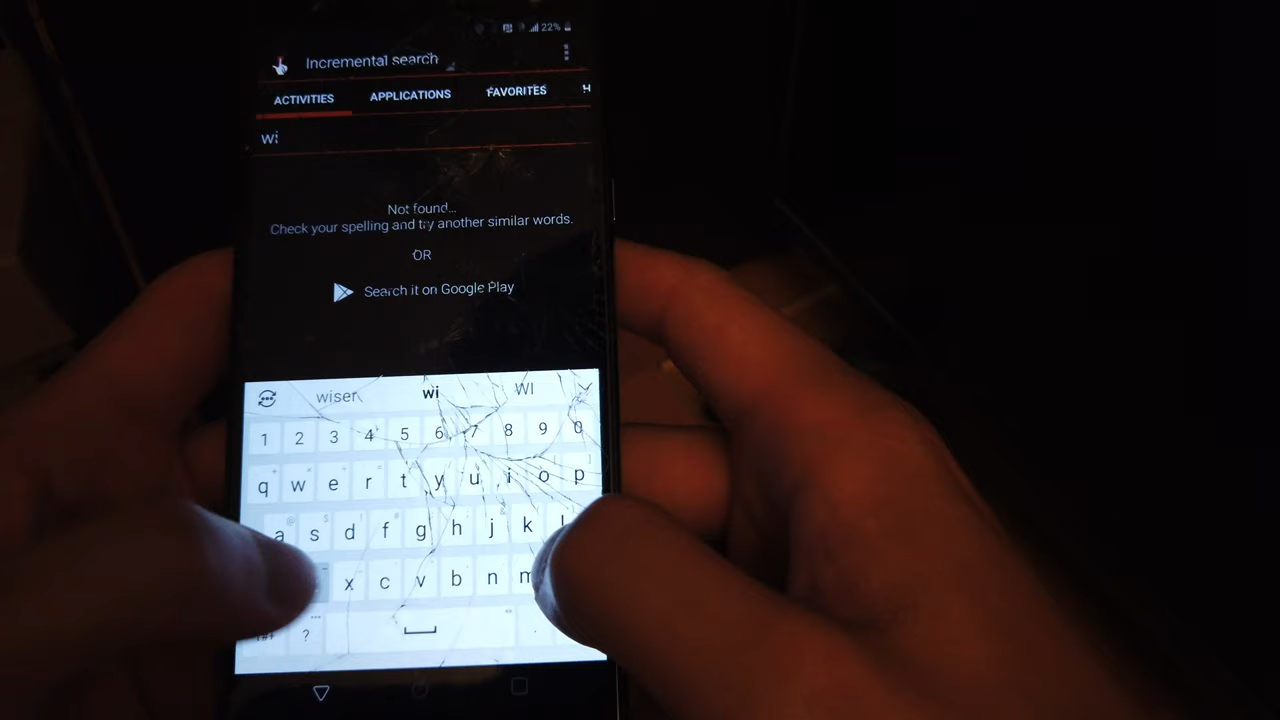 22%
Incremental search
ACTIVITIES APPLICATIONS FAVORITES H
wi
Not found...
Check your spelling and try another similar words.
OR
Search it on Google Play
wiser wi WI
1 2 3 4 5 6 7 8 9 0
q w e r t y u i o p
a s d f g h j k l
x c v b n m
?